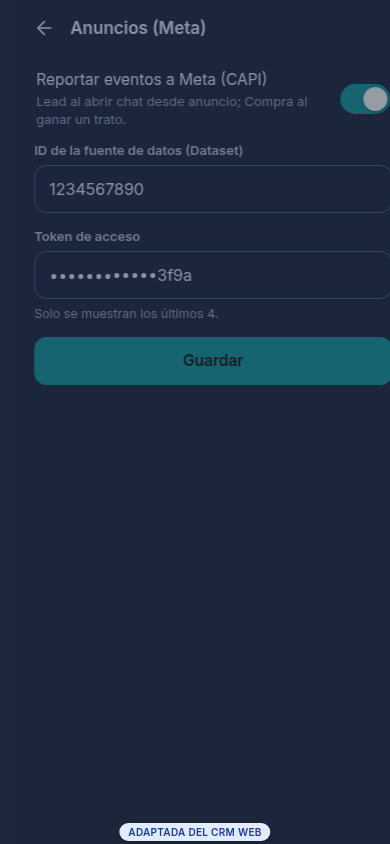 Anuncios (Meta)
Reportar eventos a Meta (CAPI)
Lead al abrir chat desde anuncio; Compra al
ganar un trato.
ID de la fuente de datos (Dataset)
1234567890
Token de acceso
••••••••••••3f9a
Solo se muestran los últimos 4.
Guardar
ADAPTADA DEL CRM WEB